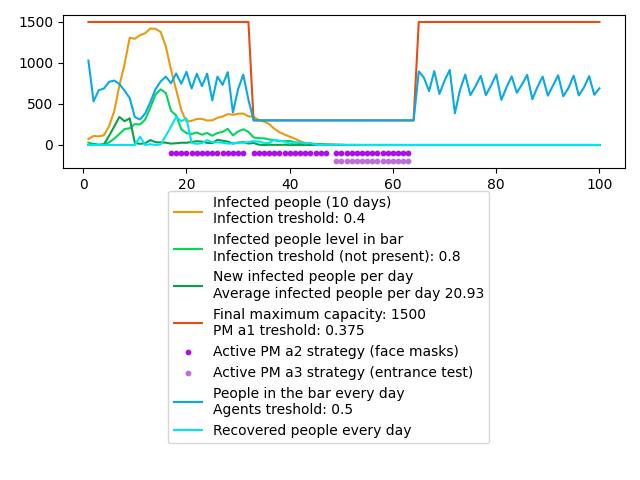 1500
1000
500
0
0 20 40 60 80 100
Infected people (10 days)
Infection treshold: 0.4
Infected people level in bar
Infection treshold (not present): 0.8
New infected people per day
Average infected people per day 20.93
Final maximum capacity: 1500
PM a1 treshold: 0.375
Active PM a2 strategy (face masks)
Active PM a3 strategy (entrance test)
People in the bar every day
Agents treshold: 0.5
Recovered people every day